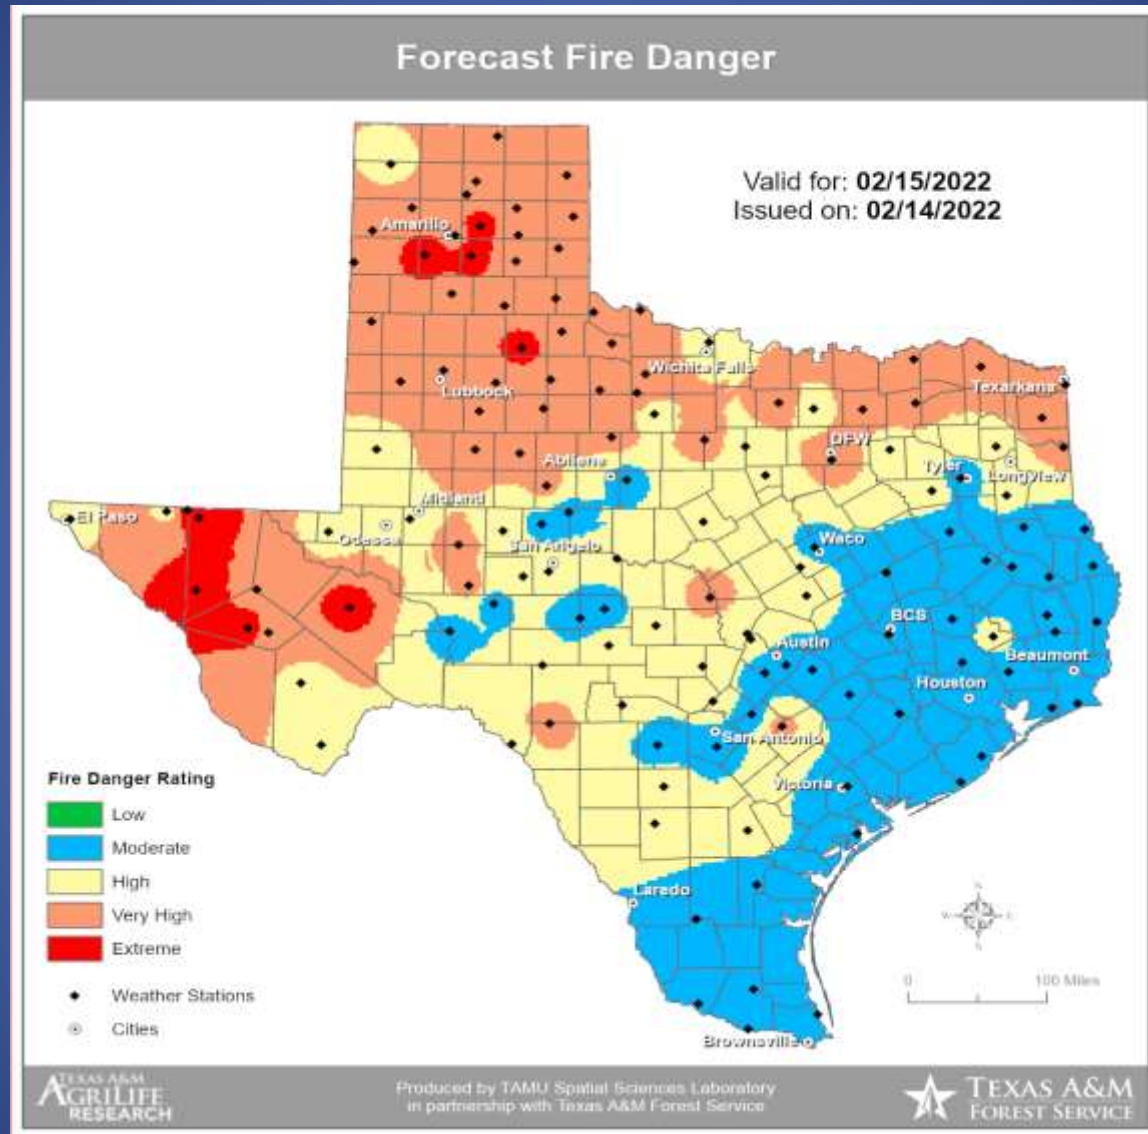 Forecast Fire Danger
Valid for: 02/15/2022
Issued on: 02/14/2022
Amarillo
Wichita Falls
Lubbock
Texarkana
DFW
Abilene
Tyler
Longview
Midland
El Paso
Odessa
San Angelo
Waco
BCS
Austin
Beaumont
Houston
San Antonio
Victoria
Laredo
Brownsville
Fire Danger Rating
Low
Moderate
High
Very High
Extreme
Weather Stations
Cities
N
W E
S
0 100 Miles
TEXAS A&M
AGRILIFE
RESEARCH
Produced by TAMU Spatial Sciences Laboratory
in partnership with Texas A&M Forest Service
TEXAS A&M
FOREST SERVICE